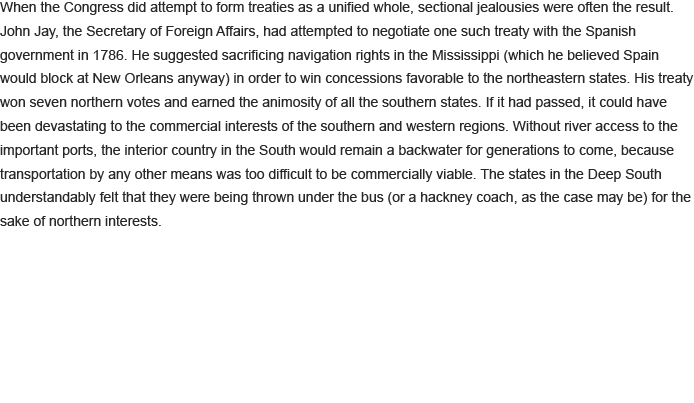 When the Congress did attempt to form treaties as a unified whole, sectional jealousies were often the result.
John Jay, the Secretary of Foreign Affairs, had attempted to negotiate one such treaty with the Spanish
government in 1786. He suggested sacrificing navigation rights in the Mississippi (which he believed Spain
would block at New Orleans anyway) in order to win concessions favorable to the northeastern states. His treaty
won seven northern votes and earned the animosity of all the southern states. If it had passed, it could have
been devastating to the commercial interests of the southern and western regions. Without river access to the
important ports, the interior country in the South would remain a backwater for generations to come, because
transportation by any other means was too difficult to be commercially viable. The states in the Deep South
understandably felt that they were being thrown under the bus (or a hackney coach, as the case may be) for the
sake of northern interests.